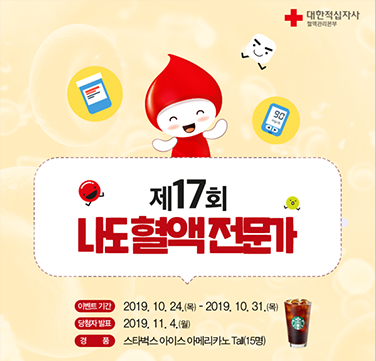 대한적십자사
혈액관리본부
90
제17회
나도 혈액 전문가
이벤트 기간 2019. 10. 24.(목) - 2019. 10. 31.(목)
당첨자 발표 2019. 11. 4.(월)
경 품 스타벅스 아이스 아메리카노 Tall(15명)